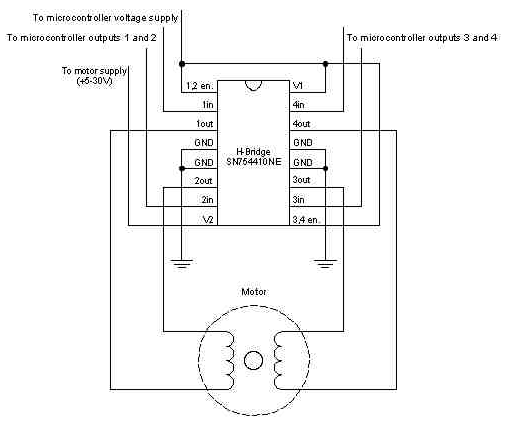 To microcontroller voltage supply
To microcontroller outputs 1 and 2
To microcontroller outputs 3 and 4
To motor supply
(+5-30V)
1,2 en.
V1
1in
4in
1out
4out
GND
GND
H-Bridge
SN754410NE
GND
GND
2out
3out
2in
3in
V2
3,4 en.
Motor